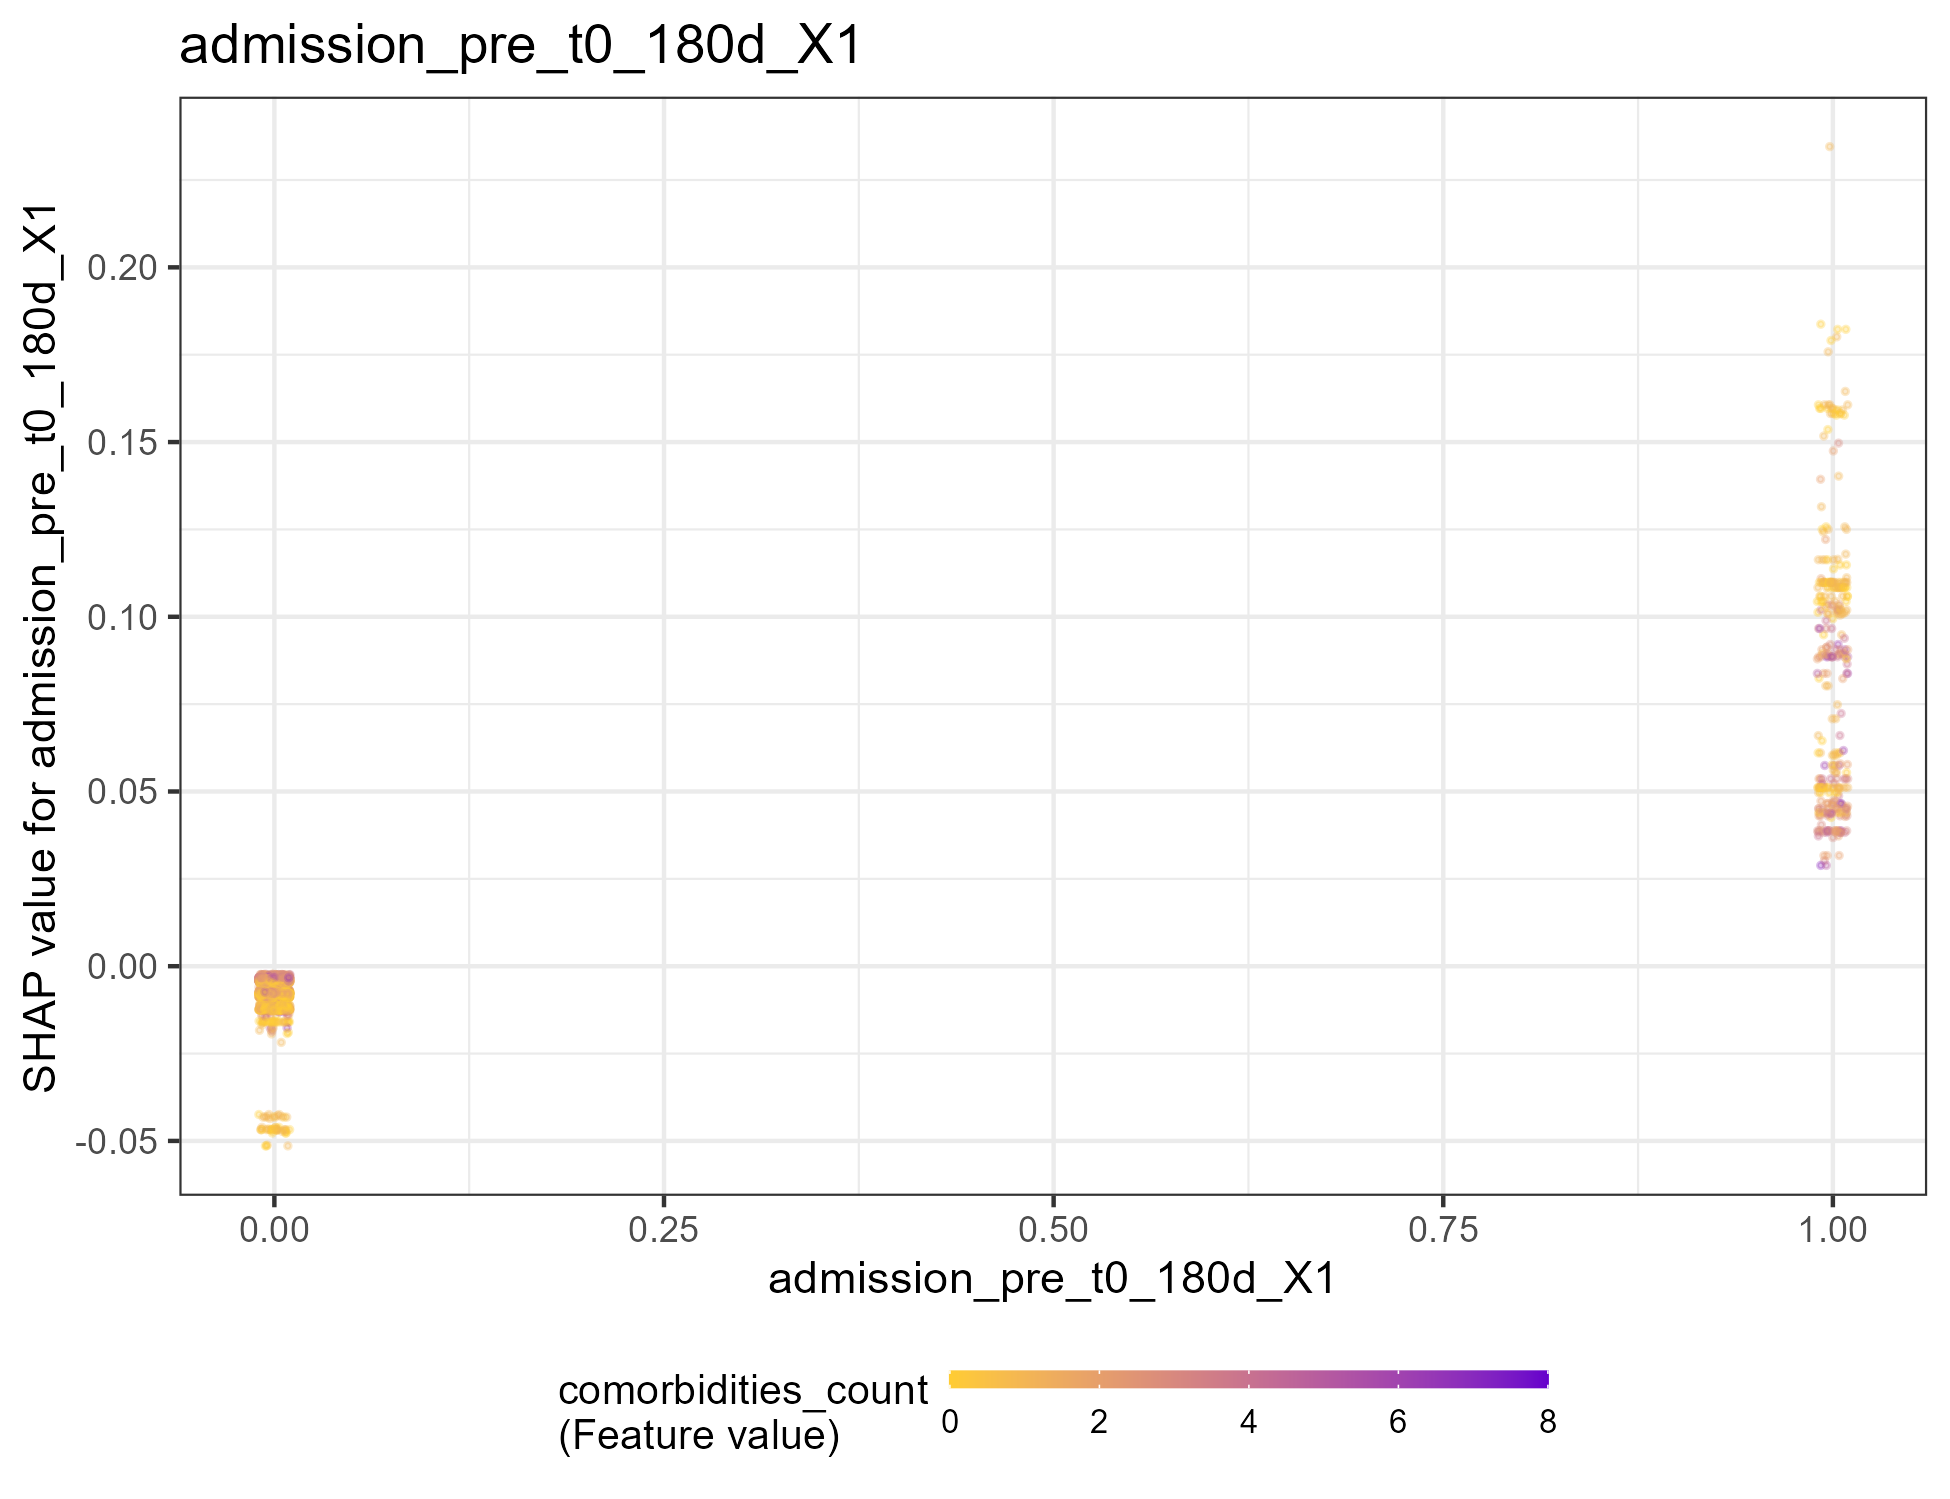 admission_pre_t0_180d_X1
SHAP value for admission_pre_t0_180d_X1
0.20
0.15
0.10
0.05
0.00
-0.05
0.00 0.25 0.50 0.75 1.00
admission_pre_t0_180d_X1
comorbidities_count
(Feature value)
0 2 4 6 8